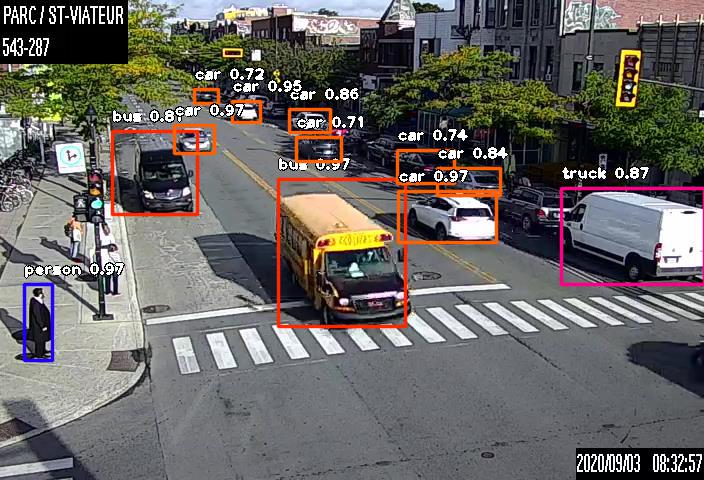 PARC / ST-VIATEUR
543-287
car 0.72
car 0.95
car 0.86
bus 0.8
car 0.97
car 0.71
car 0.74
bus 0.97
car 0.84
car 0.97
truck 0.87
person 0.97
ECOLIERS
2020/09/03 08:32:57